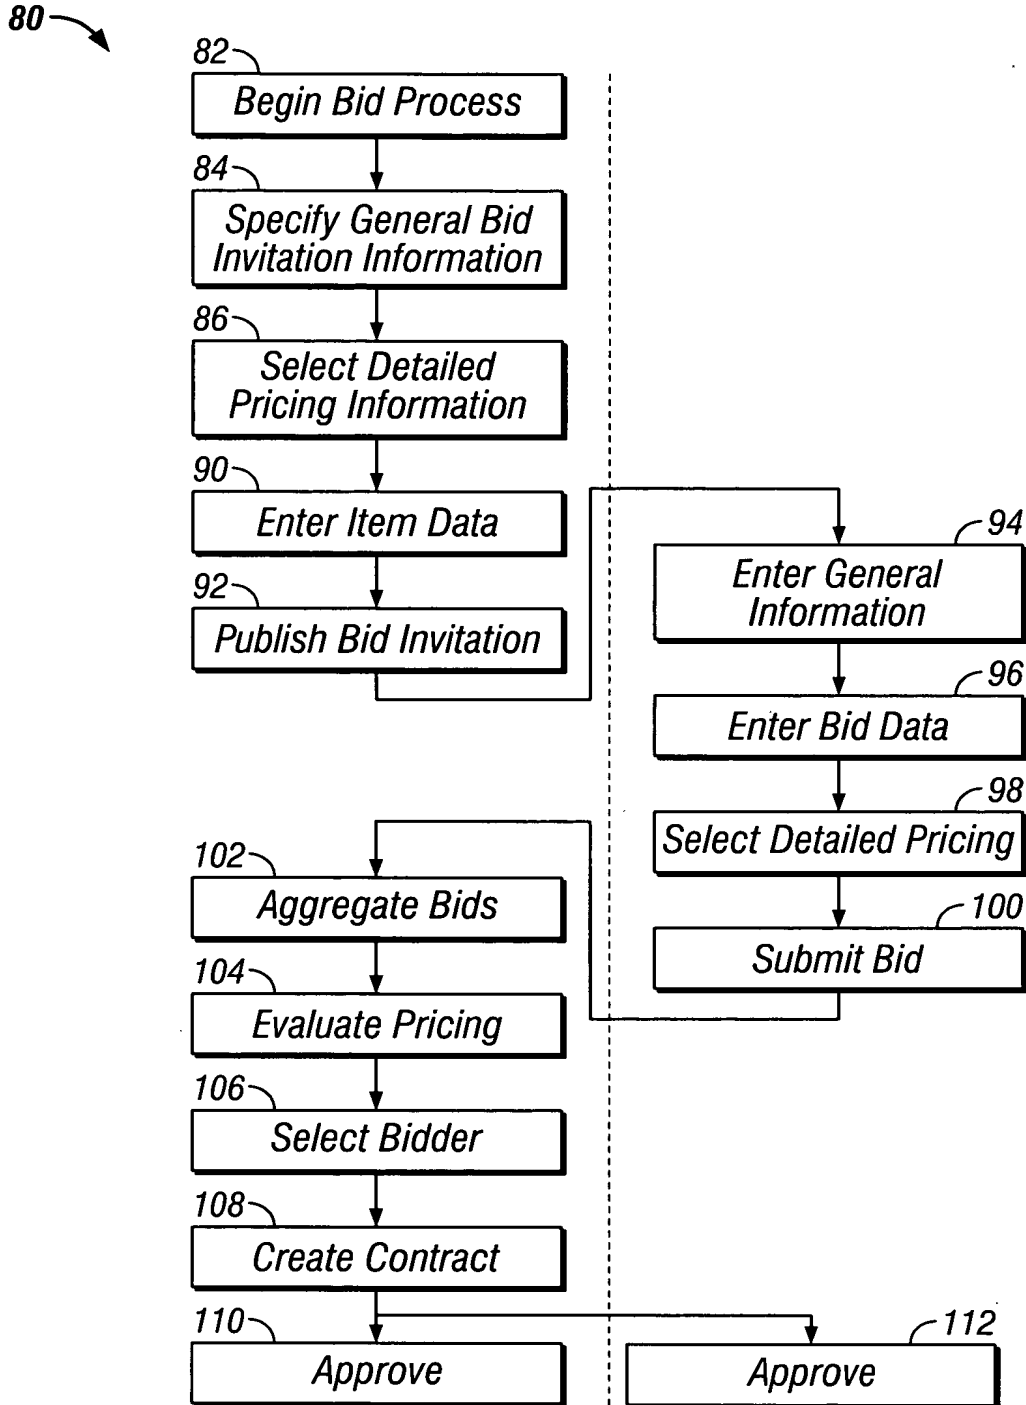 80
82
Begin Bid Process
84
Specify General Bid
Invitation Information
86
Select Detailed
Pricing Information
90
Enter Item Data
92
Publish Bid Invitation
94
Enter General
Information
96
Enter Bid Data
98
Select Detailed Pricing
100
Submit Bid
102
Aggregate Bids
104
Evaluate Pricing
106
Select Bidder
108
Create Contract
110
Approve
112
Approve